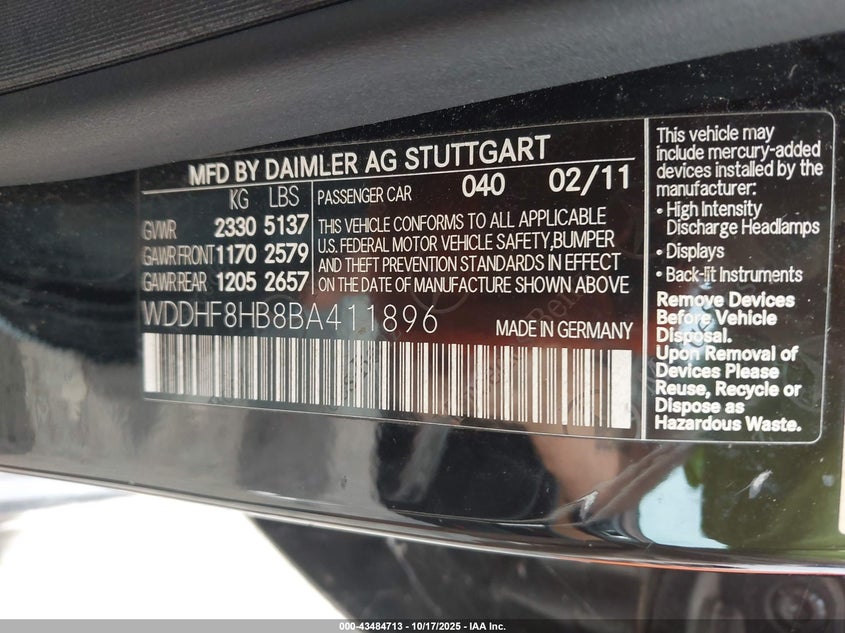 MFD BY DAIMLER AG STUTTGART
KG LBS
GVWR 2330 5137
GAWR FRONT 1170 2579
GAWR REAR 1205 2657
PASSENGER CAR 040 02/11
THIS VEHICLE CONFORMS TO ALL APPLICABLE
U.S. FEDERAL MOTOR VEHICLE SAFETY,BUMPER
AND THEFT PREVENTION STANDARDS IN EFFECT
ON THE DATE OF MANUFACTURE SHOWN ABOVE
WDDHF8HB8BA411896
MADE IN GERMANY
This vehicle may
include mercury-added
devices installed by the
manufacturer:
• High Intensity
Discharge Headlamps
• Displays
• Back-lit Instruments
Remove Devices
Before Vehicle
Disposal.
Upon Removal of
Devices Please
Reuse, Recycle or
Dispose as
Hazardous Waste.
000-43484713 - 10/17/2025 - IAA Inc.